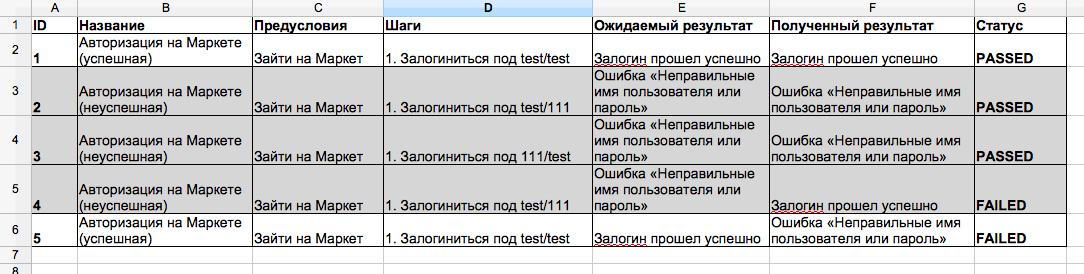 A B C D E F G
1 ID Название Предусловия Шаги Ожидаемый результат Полученный результат Статус
Авторизация на Маркете
2 1 (успешная) Зайти на Маркет 1. Залогиниться под test/test Залогин прошел успешно Залогин прошел успешно PASSED
Ошибка «Неправильные
3 Авторизация на Маркете имя пользователя или Ошибка «Неправильные имя
2 (неуспешная) Зайти на Маркет 1. Залогиниться под test/111 пароль» пользователя или пароль» PASSED
Ошибка «Неправильные
4 Авторизация на Маркете имя пользователя или Ошибка «Неправильные имя
3 (неуспешная) Зайти на Маркет 1. Залогиниться под 111/test пароль» пользователя или пароль» PASSED
Ошибка «Неправильные
5 Авторизация на Маркете имя пользователя или
4 (неуспешная) Зайти на Маркет 1. Залогиниться под test/111 пароль» Залогин прошел успешно FAILED
Авторизация на Маркете Ошибка «Неправильные имя
6 5 (успешная) Зайти на Маркет 1. Залогиниться под test/test Залогин прошел успешно пользователя или пароль» FAILED
7
8